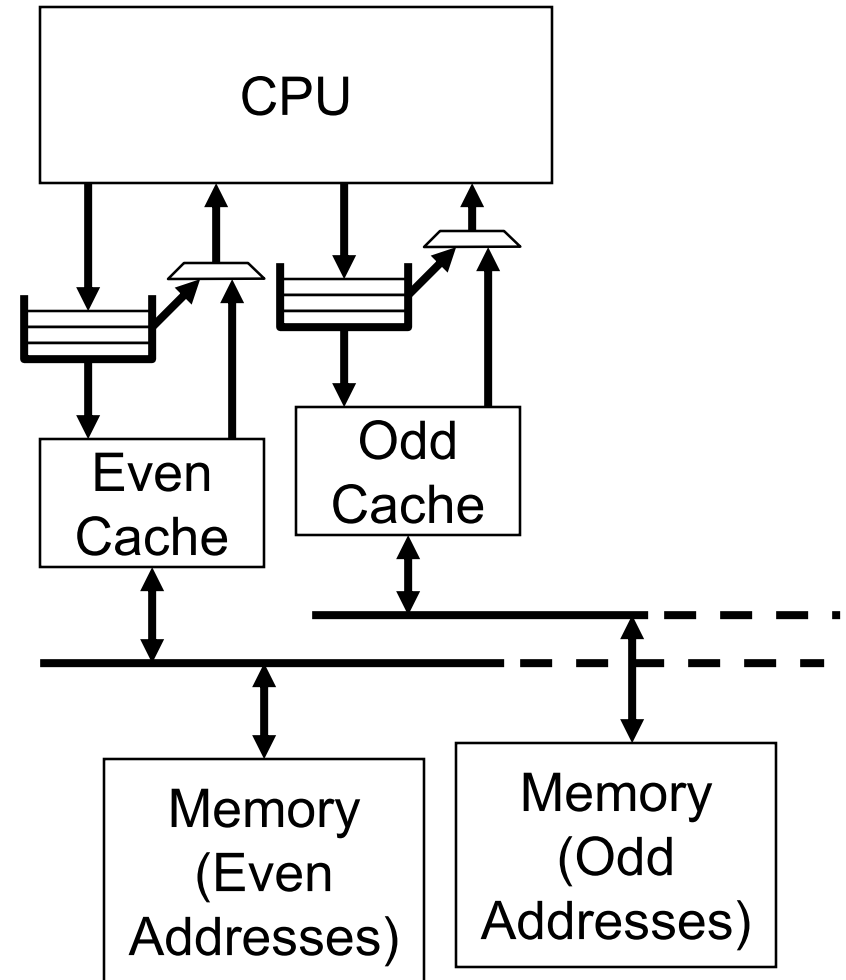 CPU
Even
Cache
Odd
Cache
Memory
(Even
Addresses)
Memory
(Odd
Addresses)